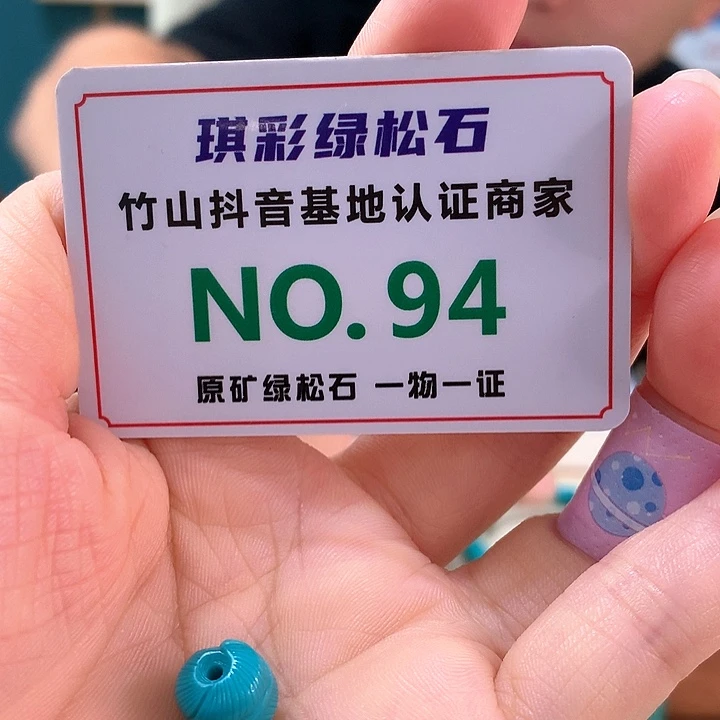 琪彩绿松石
竹山抖音基地认证商家
NO. 94
原矿绿松石 一物一证